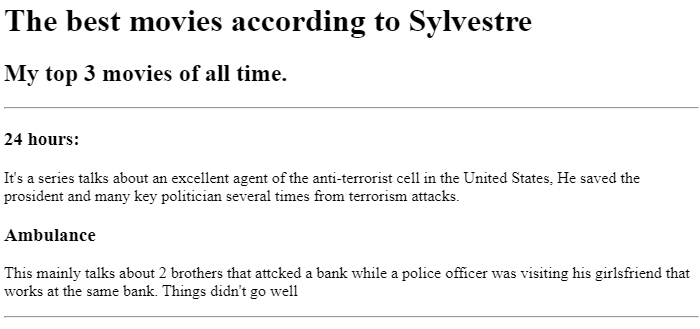 The best movies according to Sylvestre
My top 3 movies of all time.
24 hours:
It's a series talks about an excellent agent of the anti-terrorist cell in the United States, He saved the
prosident and many key politician several times from terrorism attacks.
Ambulance
This mainly talks about 2 brothers that attcked a bank while a police officer was visiting his girlsfriend that
works at the same bank. Things didn't go well